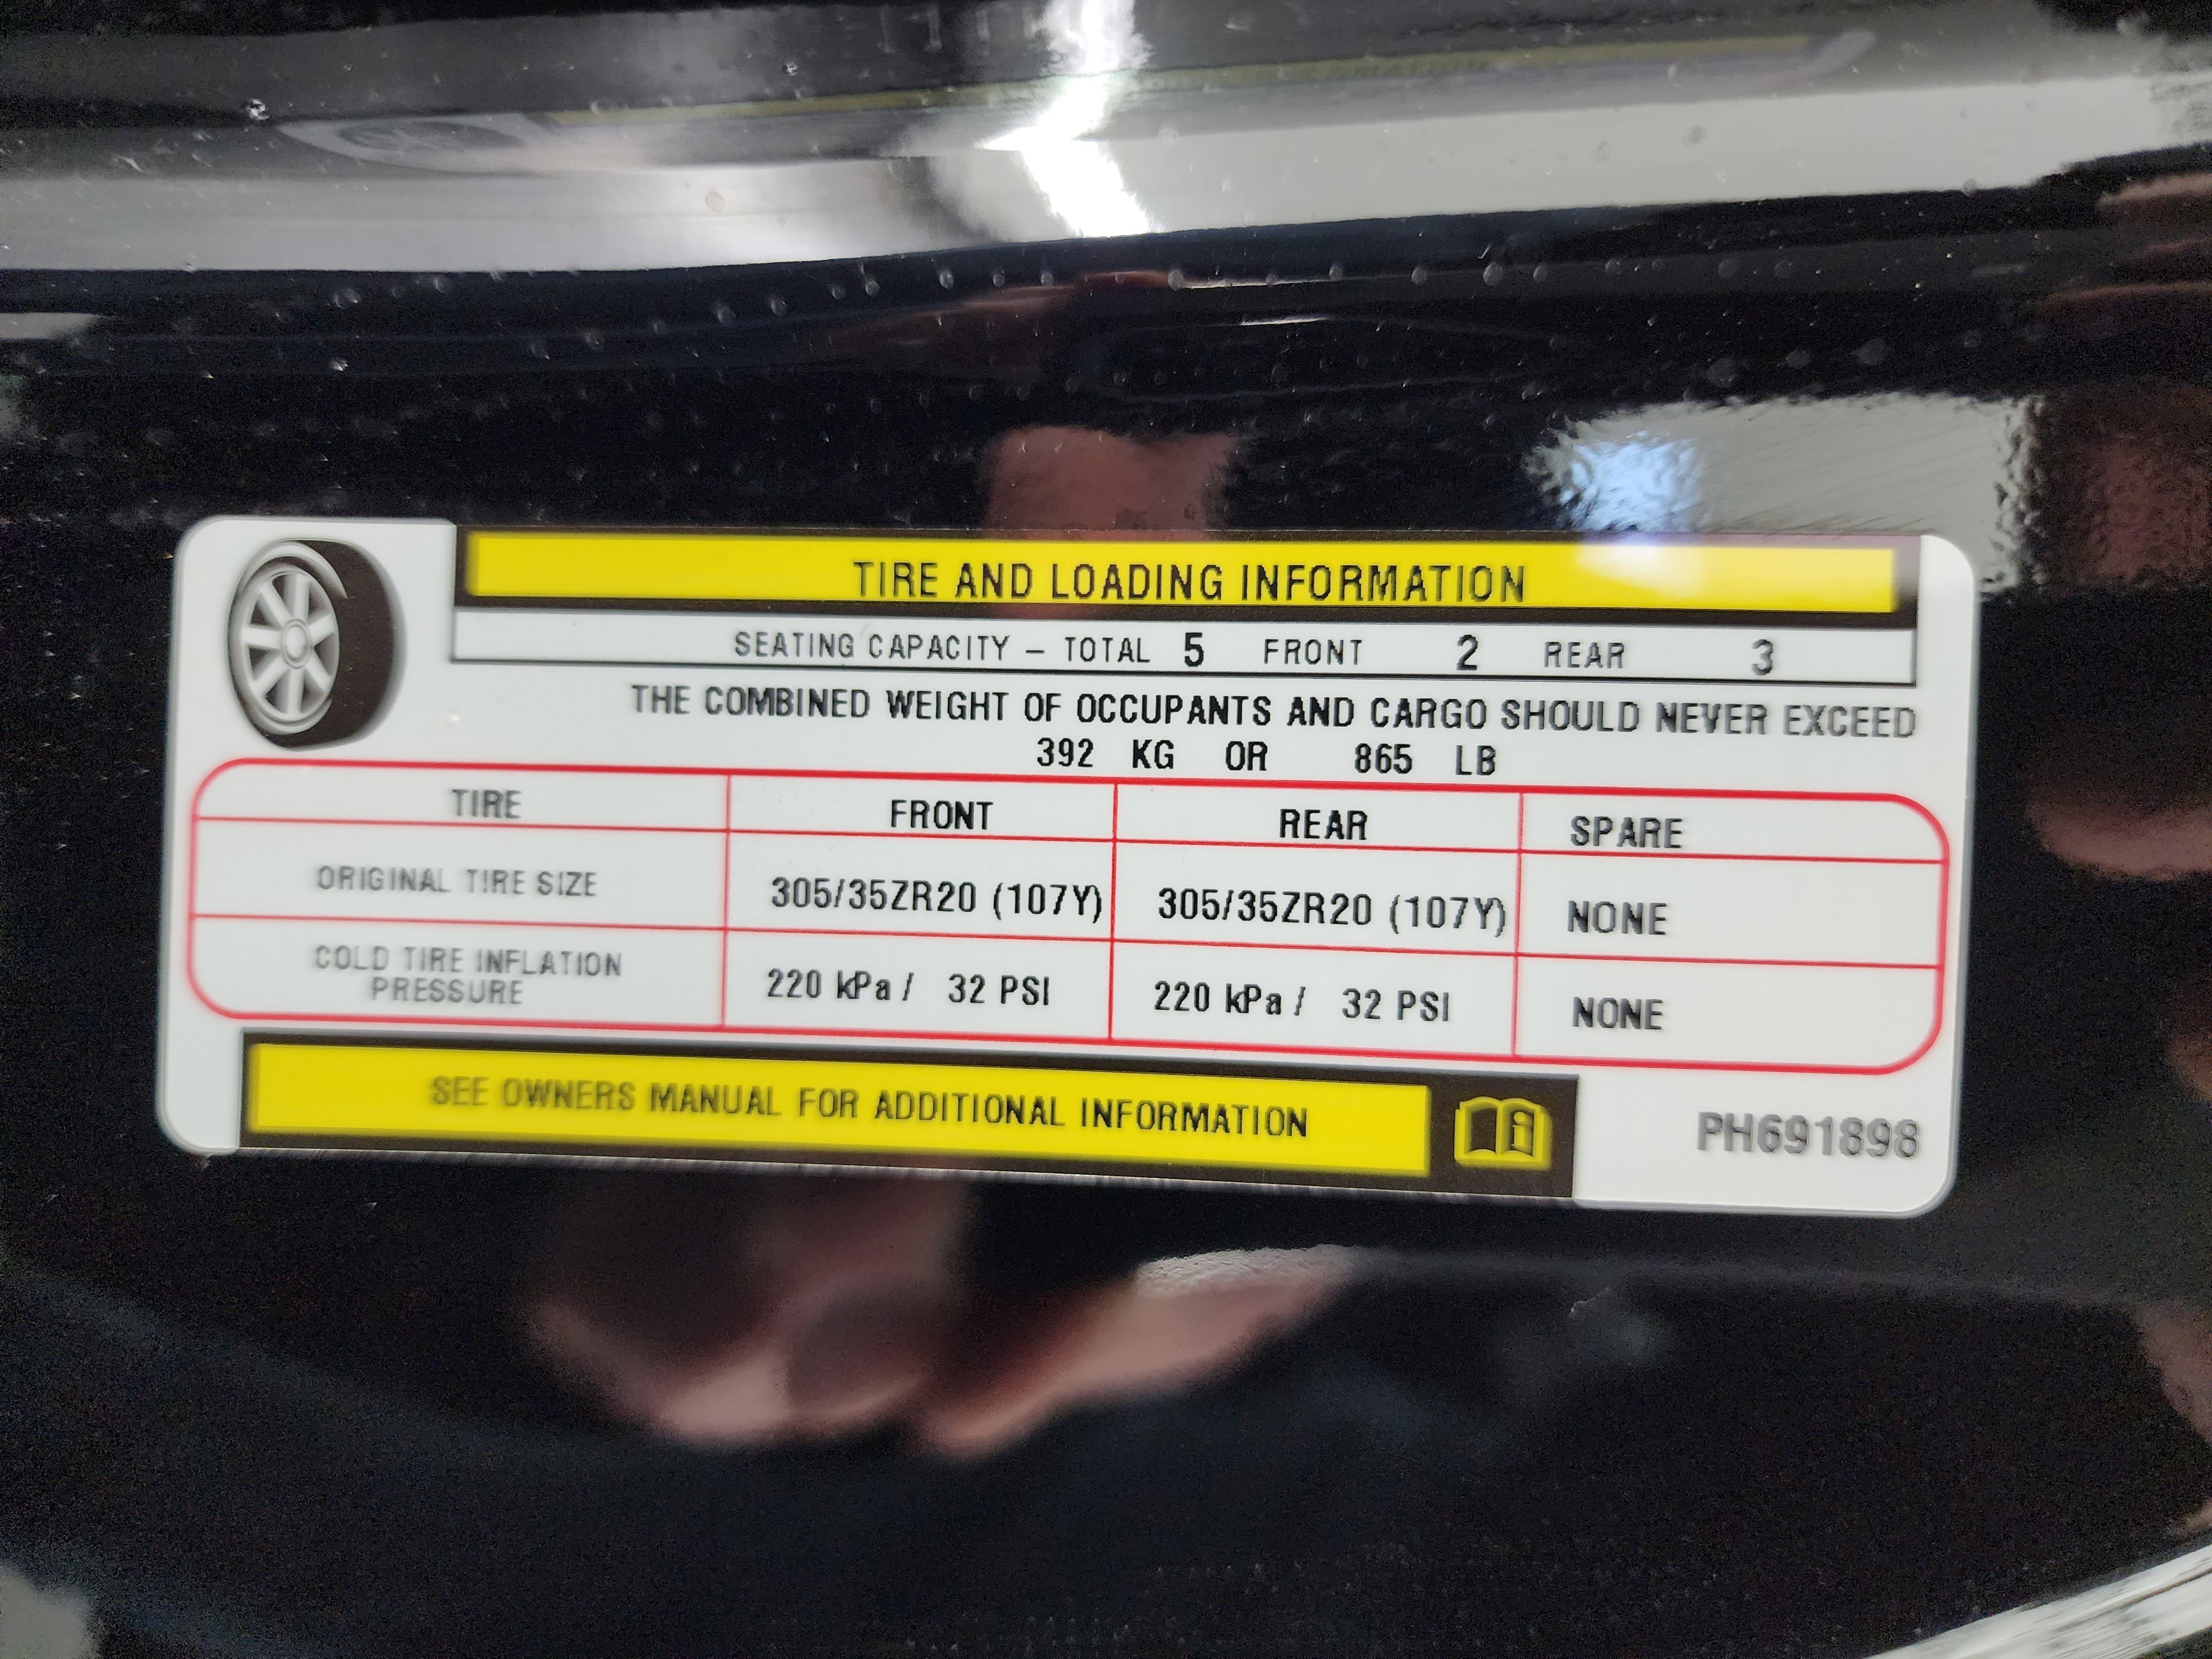 TIRE AND LOADING INFORMATION
SEATING CAPACITY – TOTAL 5 FRONT 2 REAR 3
THE COMBINED WEIGHT OF OCCUPANTS AND CARGO SHOULD NEVER EXCEED
392 KG OR 865 LB
TIRE FRONT REAR SPARE
ORIGINAL TIRE SIZE 305/35ZR20 (107Y) 305/35ZR20 (107Y) NONE
COLD TIRE INFLATION
PRESSURE 220 kPa / 32 PSI 220 kPa / 32 PSI NONE
SEE OWNERS MANUAL FOR ADDITIONAL INFORMATION
PH691898